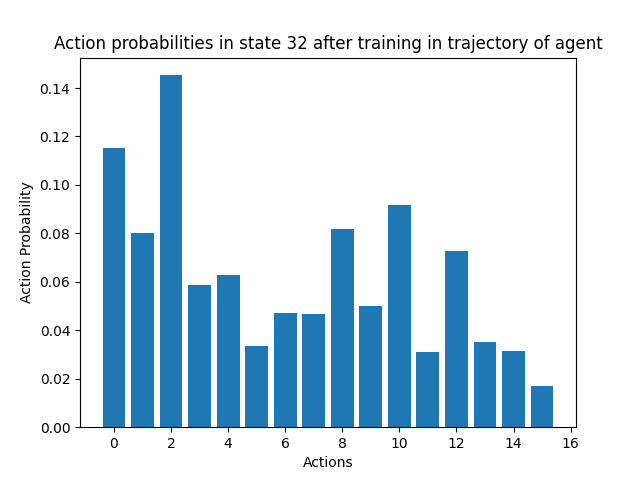 Action probabilities in state 32 after training in trajectory of agent
0.14
0.12
0.10
0.08
0.06
0.04
0.02
0.00
Action Probability
0 2 4 6 8 10 12 14 16
Actions